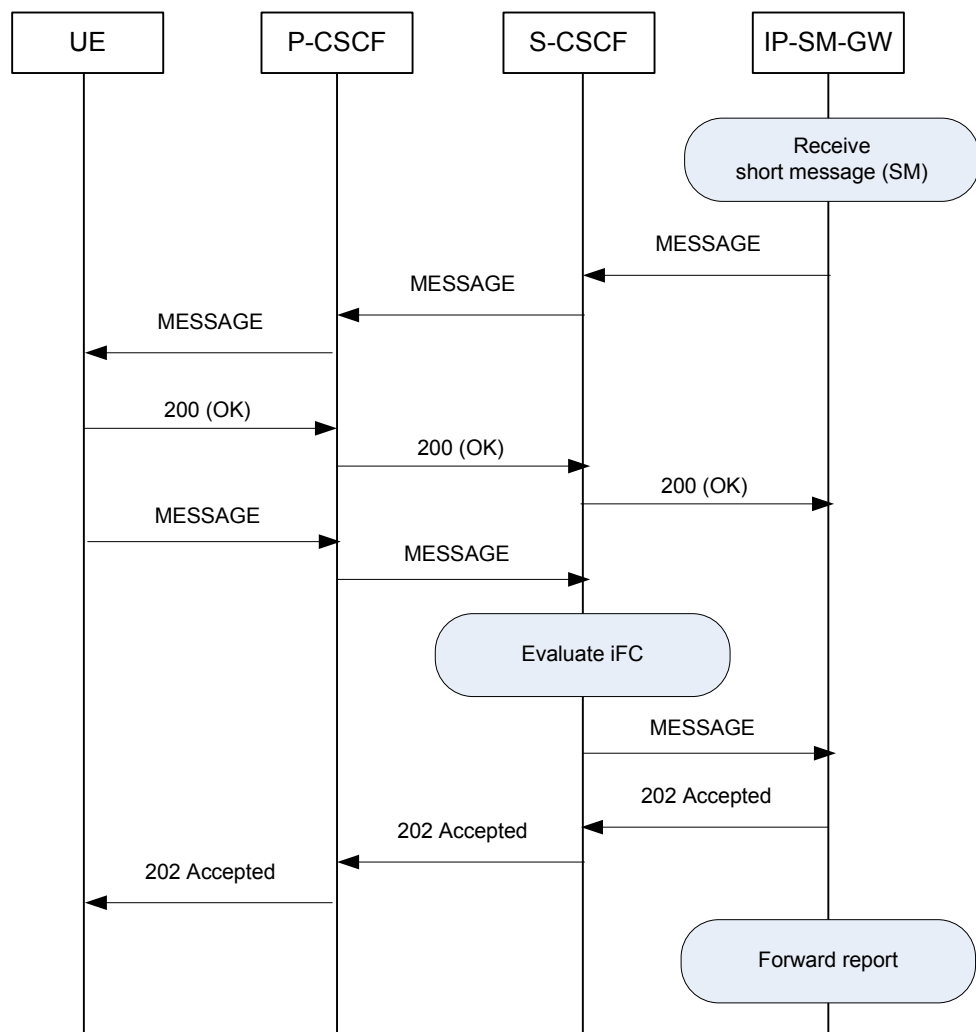 UE
P-CSCF
S-CSCF
IP-SM-GW
Receive
short message (SM)
MESSAGE
MESSAGE
MESSAGE
200 (OK)
200 (OK)
200 (OK)
MESSAGE
MESSAGE
Evaluate iFC
MESSAGE
202 Accepted
202 Accepted
202 Accepted
Forward report